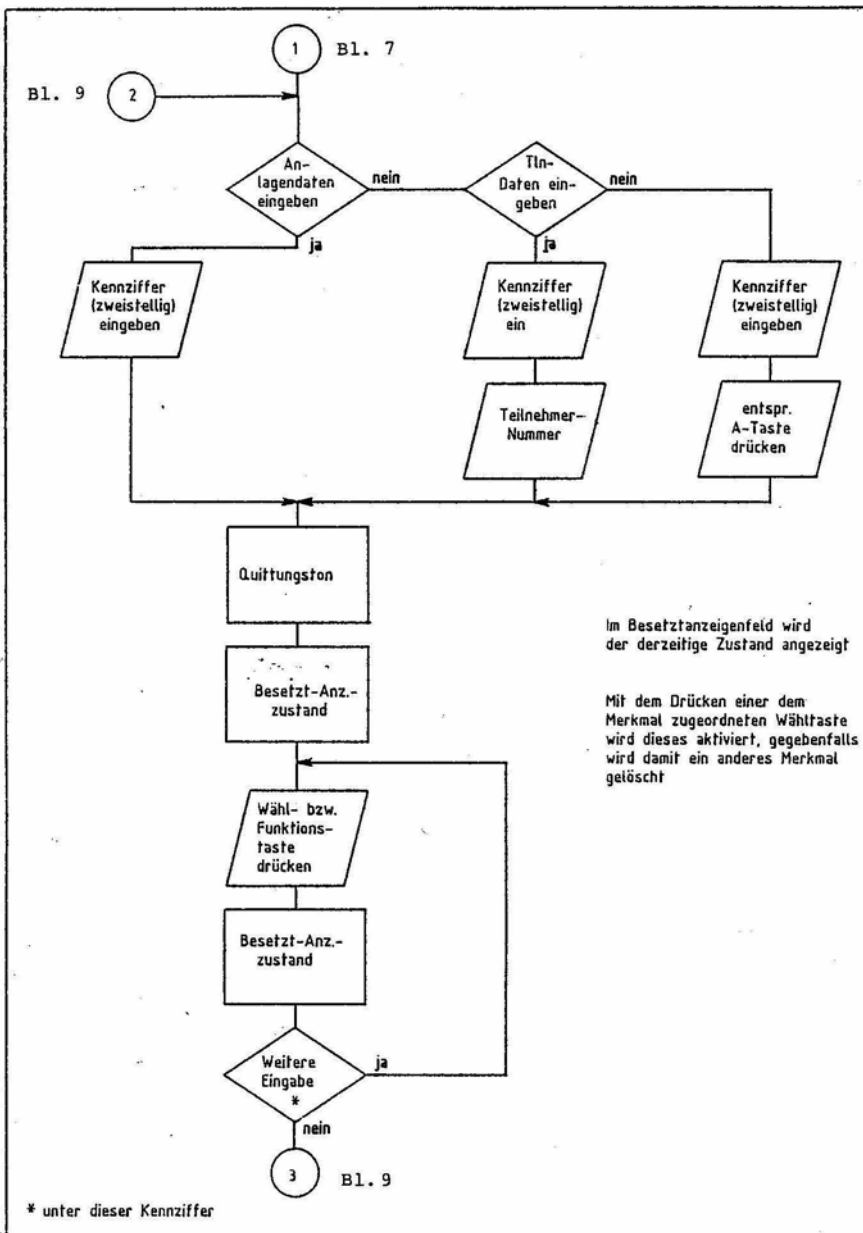 1 Bl. 7
Bl. 9 2
An-
lagendaten
eingeben
nein
ja
Tln-
Daten ein-
geben
nein
ja
Kennziffer
(zweistellig)
eingeben
Kennziffer
(zweistellig)
ein
Kennziffer
(zweistellig)
eingeben
Teilnehmer-
Nummer
entspr.
A-Taste
drücken
Quittungston
Im Besetztanzeigenfeld wird
der derzeitige Zustand angezeigt
Besetzt-Anz.-
zustand
Mit dem Drücken einer dem
Merkmal zugeordneten Wähltaste
wird dieses aktiviert, gegebenfalls
wird damit ein anderes Merkmal
gelöscht
Wähl- bzw.
Funktions-
taste
drücken
Besetzt-Anz.-
zustand
Weitere
Eingabe
*
ja
nein
3 Bl. 9
* unter dieser Kennziffer